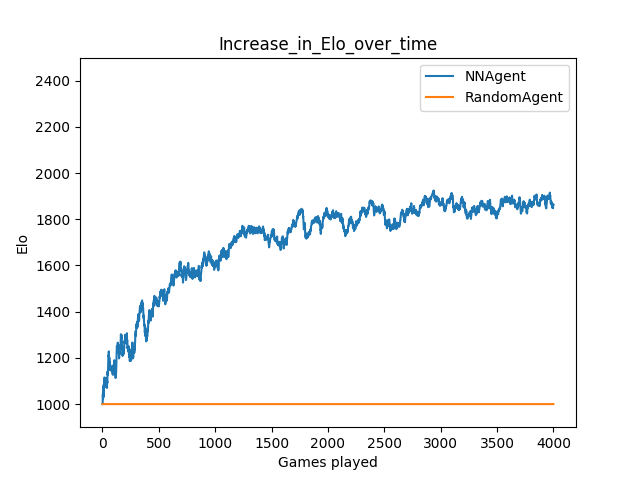 Increase_in_Elo_over_time
NNAgent
RandomAgent
2400
2200
2000
1800
1600
1400
1200
1000
Elo
0 500 1000 1500 2000 2500 3000 3500 4000
Games played